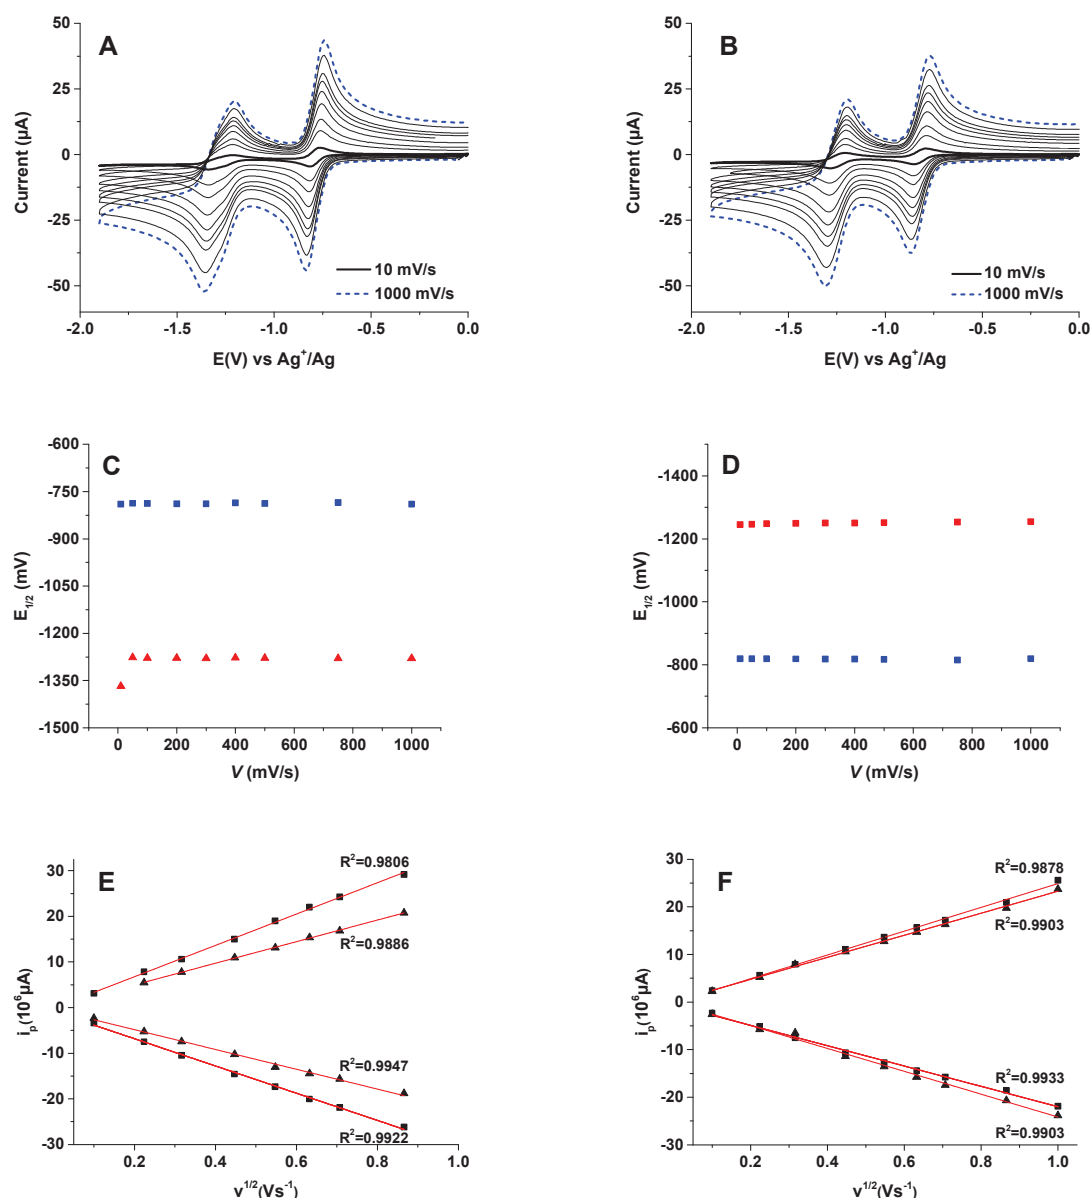 A
50
25
0
-25
-50
Current (µA)
10 mV/s
1000 mV/s
-2.0 -1.5 -1.0 -0.5 0.0
E(V) vs Ag⁺/Ag
B
50
25
0
-25
-50
Current (µA)
10 mV/s
1000 mV/s
-2.0 -1.5 -1.0 -0.5 0.0
E(V) vs Ag⁺/Ag
C
-600
-750
-900
-1050
-1200
-1350
-1500
E1/2 (mV)
0 200 400 600 800 1000
V (mV/s)
D
-1400
-1200
-1000
-800
-600
E1/2 (mV)
0 200 400 600 800 1000
V (mV/s)
E
30
20
10
0
-10
-20
-30
ip(10⁶µA)
R²=0.9806
R²=0.9886
R²=0.9947
R²=0.9922
0.2 0.4 0.6 0.8 1.0
v1/2(Vs⁻¹)
F
30
20
10
0
-10
-20
-30
ip(10⁶µA)
R²=0.9878
R²=0.9903
R²=0.9933
R²=0.9903
0.2 0.4 0.6 0.8 1.0
v1/2(Vs⁻¹)